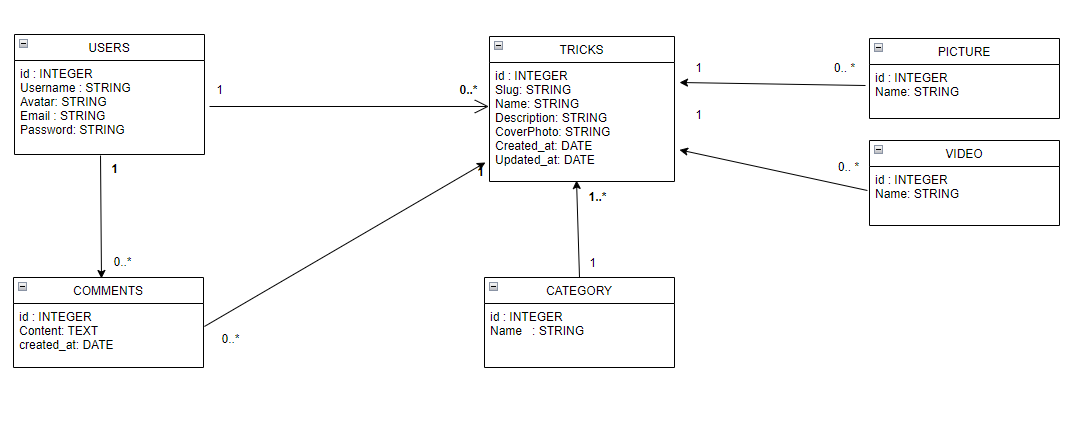 USERS
id : INTEGER
Username : STRING
Avatar: STRING
Email : STRING
Password: STRING
1
0..*
TRICKS
id : INTEGER
Slug: STRING
Name: STRING
Description: STRING
CoverPhoto: STRING
Created_at: DATE
Updated_at: DATE
1
0.. *
PICTURE
id : INTEGER
Name: STRING
1
0.. *
VIDEO
id : INTEGER
Name: STRING
1
0..*
1
1..*
COMMENTS
id : INTEGER
Content: TEXT
created_at: DATE
0..*
1
CATEGORY
id : INTEGER
Name : STRING